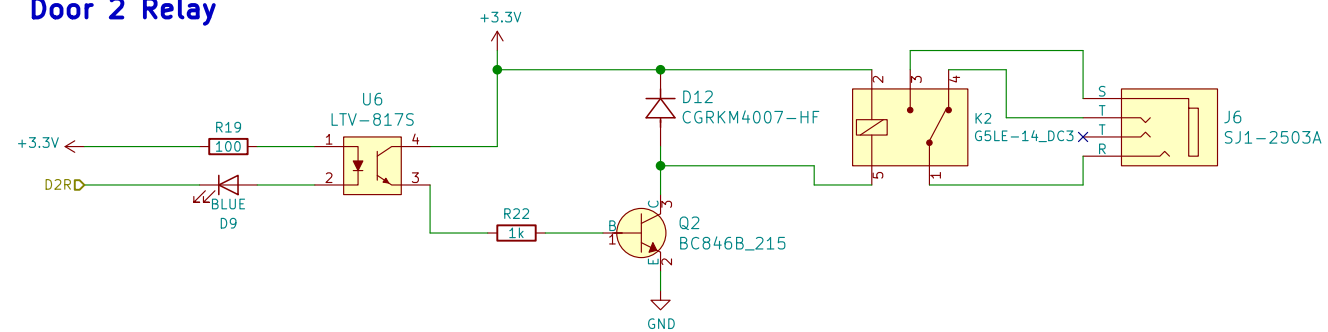 Door 2 Relay
+3.3V
U6
LTV-817S
R19
100
+3.3V
1
4
2
3
D2R
BLUE
D9
R22
1k
D12
CGRKM4007-HF
B
1
C
3
E
2
Q2
BC846B_215
GND
2
3
4
5
1
K2
G5LE-14_DC3
S
T
T
R
J6
SJ1-2503A